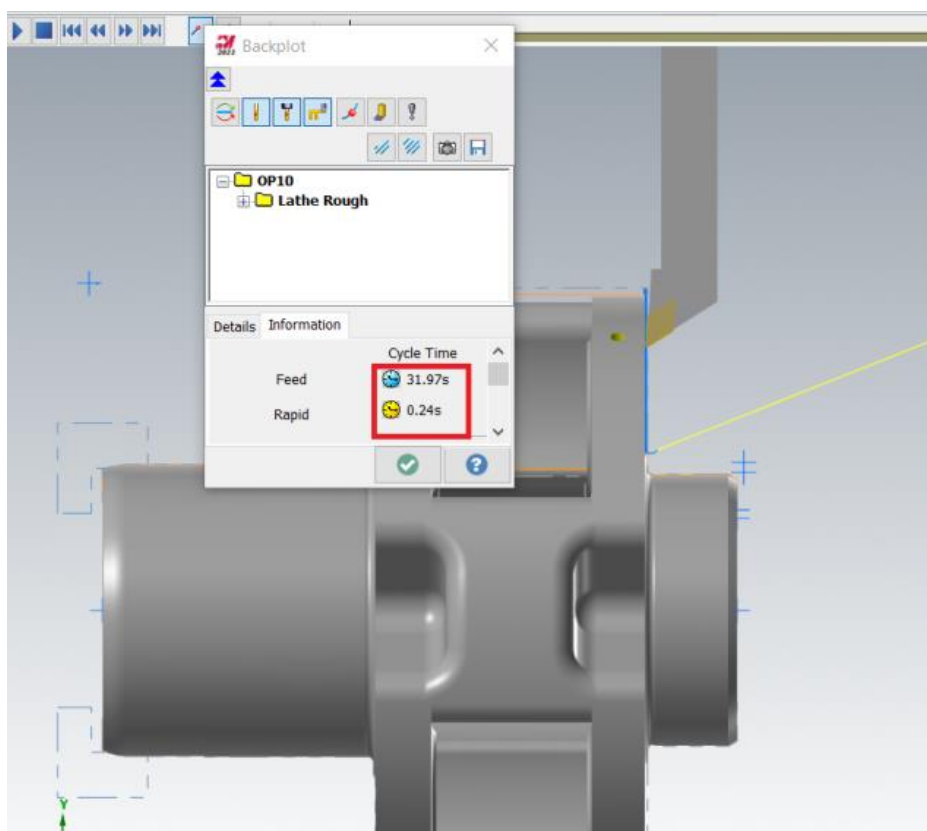 Backplot
OP10
Lathe Rough
Details Information
Cycle Time
Feed 31.97s
Rapid 0.24s
Y